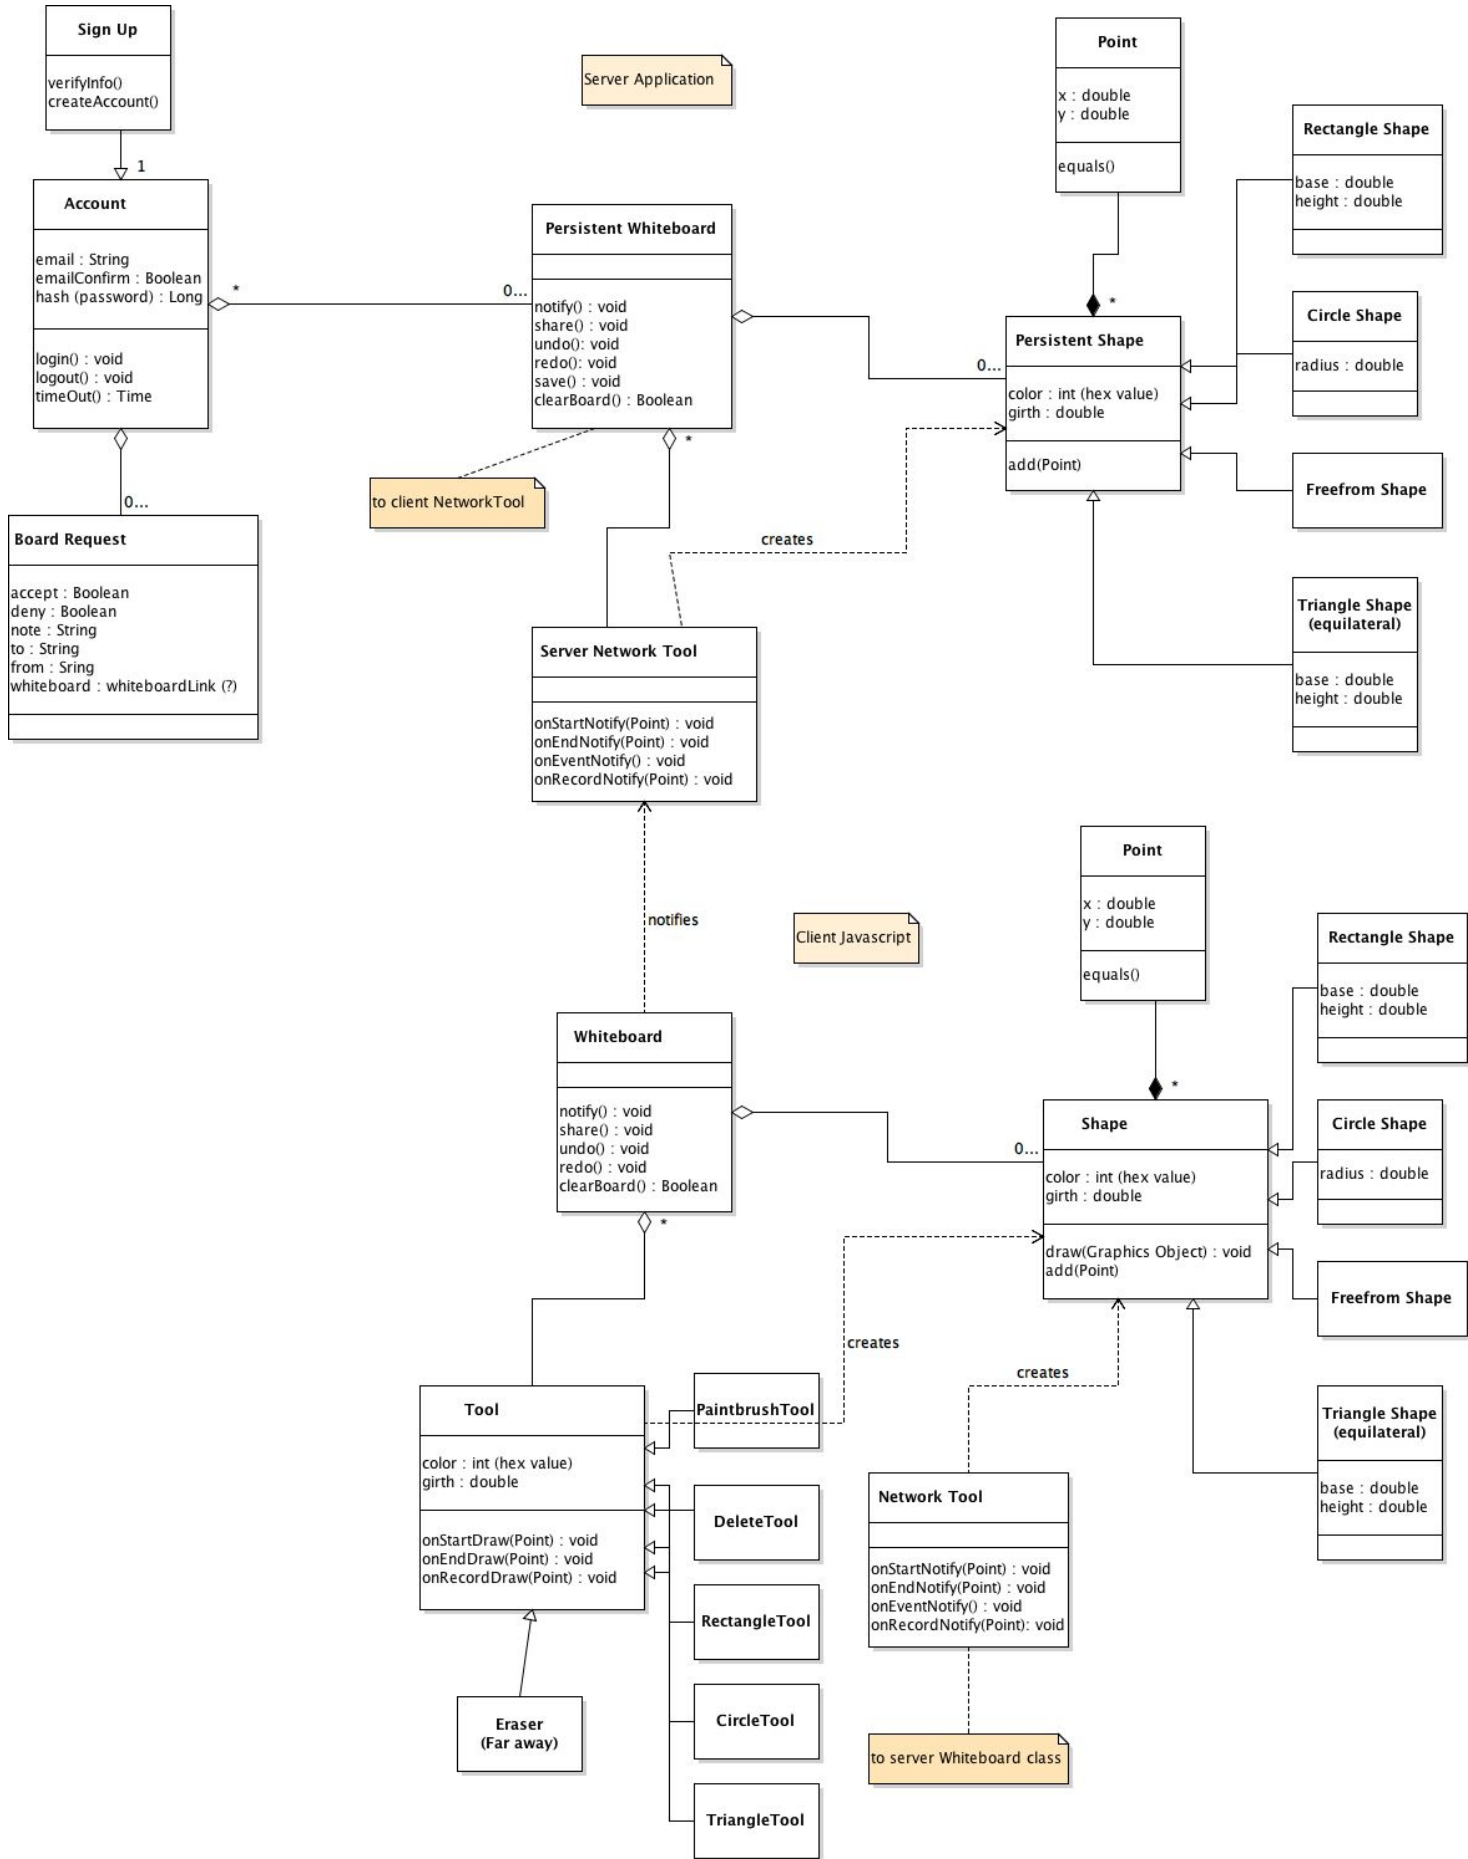 Sign Up
verifyInfo()
createAccount()
1
Account
email : String
emailConfirm : Boolean
hash (password) : Long
login() : void
logout() : void
timeOut() : Time
*
0...
0...
Board Request
accept : Boolean
deny : Boolean
note : String
to : String
from : Sring
whiteboard : whiteboardLink (?)
Server Application
Persistent Whiteboard
notify() : void
share() : void
undo(): void
redo(): void
save() : void
clearBoard() : Boolean
*
to client NetworkTool
0...
creates
Point
x : double
y : double
equals()
*
Persistent Shape
color : int (hex value)
girth : double
add(Point)
Rectangle Shape
base : double
height : double
Circle Shape
radius : double
Freefrom Shape
Triangle Shape
(equilateral)
base : double
height : double
Server Network Tool
onStartNotify(Point) : void
onEndNotify(Point) : void
onEventNotify() : void
onRecordNotify(Point) : void
notifies
Client Javascript
Whiteboard
notify() : void
share() : void
undo() : void
redo() : void
clearBoard() : Boolean
*
0...
Point
x : double
y : double
equals()
*
Shape
color : int (hex value)
girth : double
draw(Graphics Object) : void
add(Point)
Rectangle Shape
base : double
height : double
Circle Shape
radius : double
Freefrom Shape
Triangle Shape
(equilateral)
base : double
height : double
creates
creates
Tool
color : int (hex value)
girth : double
onStartDraw(Point) : void
onEndDraw(Point) : void
onRecordDraw(Point) : void
PaintbrushTool
DeleteTool
RectangleTool
CircleTool
TriangleTool
Eraser
(Far away)
Network Tool
onStartNotify(Point) : void
onEndNotify(Point) : void
onEventNotify() : void
onRecordNotify(Point): void
to server Whiteboard class